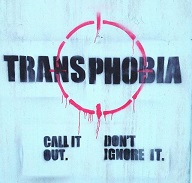 TRANSPHOBIA
CALL IT DON'T
OUT. IGNORE IT.